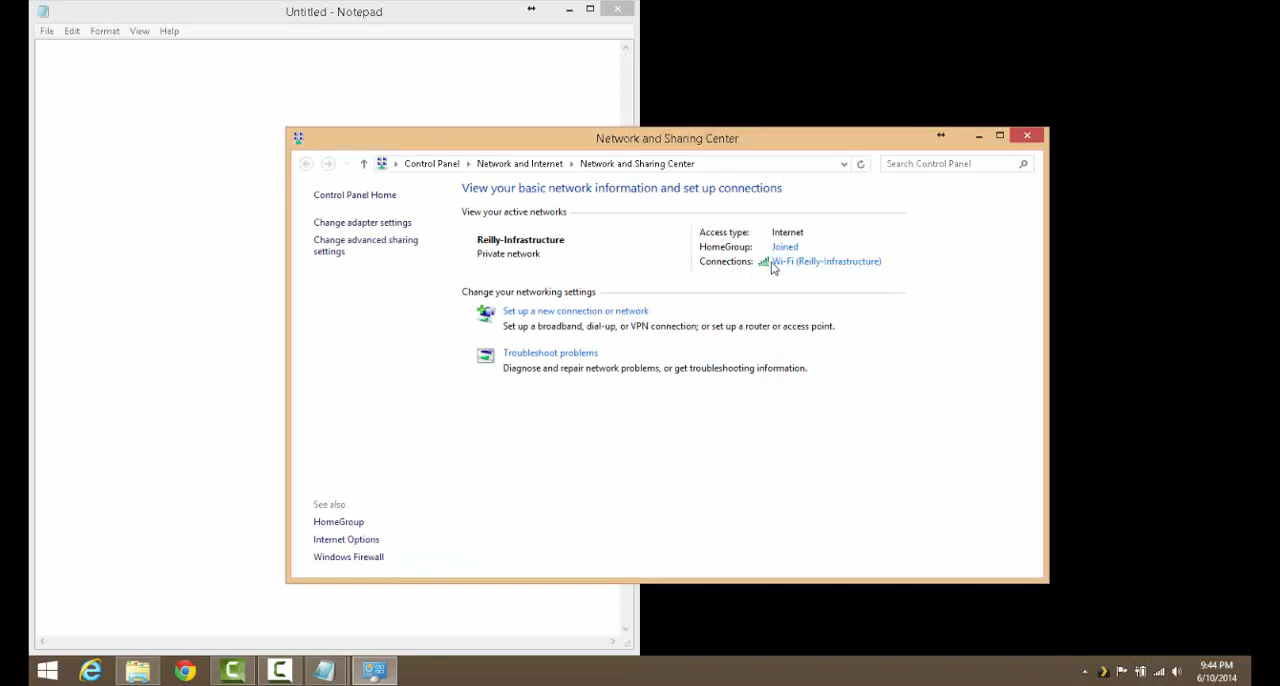 Untitled - Notepad
File Edit Format View Help
Network and Sharing Center
Control Panel Network and Internet Network and Sharing Center
Search Control Panel
Control Panel Home
Change adapter settings
Change advanced sharing
settings
See also
HomeGroup
Internet Options
Windows Firewall
View your basic network information and set up connections
View your active networks
Reilly-Infrastructure
Private network
Access type: Internet
HomeGroup: Joined
Connections: Wi-Fi (Reilly-Infrastructure)
Change your networking settings
Set up a new connection or network
Set up a broadband, dial-up, or VPN connection; or set up a router or access point.
Troubleshoot problems
Diagnose and repair network problems, or get troubleshooting information.
9:44 PM
6/10/2014